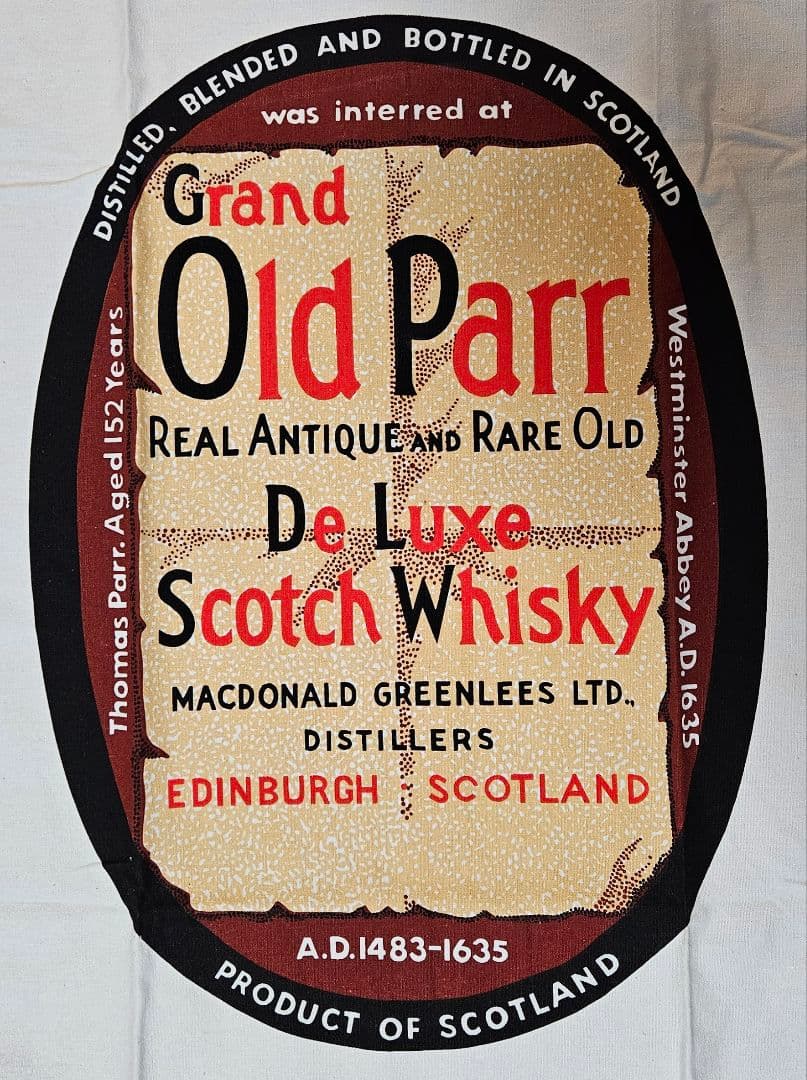 DISTILLED, BLENDED AND BOTTLED IN SCOTLAND
Thomas Parr. Aged 152 Years
was interred at
Westminster Abbey A.D. 1635
Grand
Old Parr
REAL ANTIQUE AND RARE OLD
De Luxe
Scotch Whisky
MACDONALD GREENLEES LTD.,
DISTILLERS
EDINBURGH - SCOTLAND
A.D.1483-1635
PRODUCT OF SCOTLAND